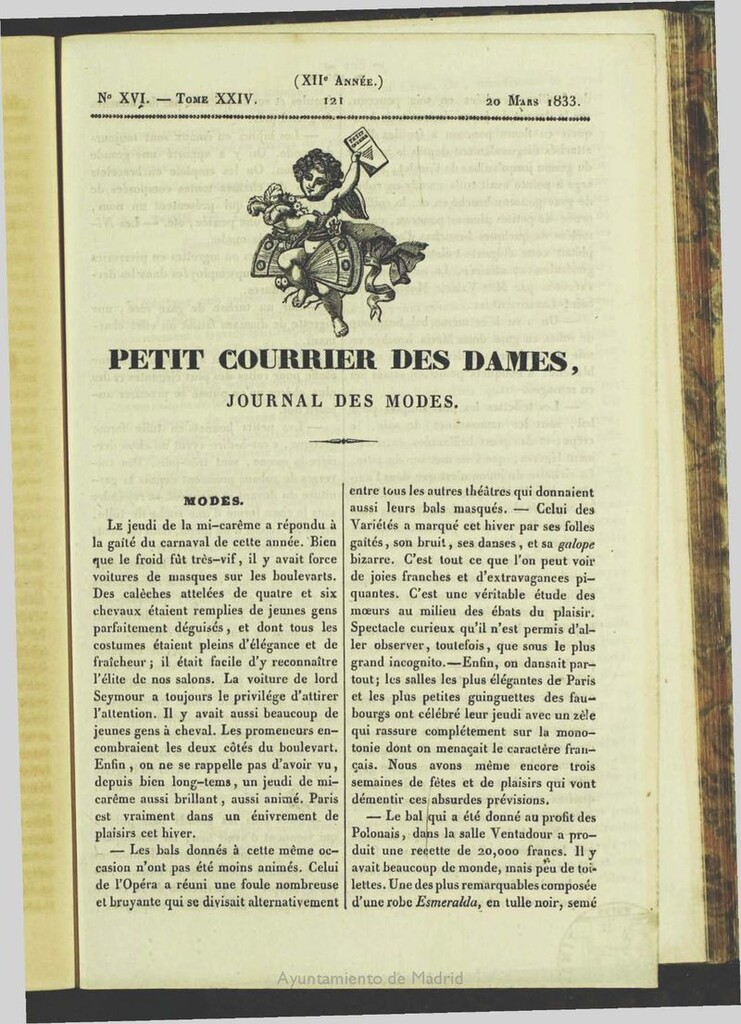 (XIIe ANNÉE.)
No XVI. — TOME XXIV. 121 20 MARS 1833.
PETIT COURRIER DES DAMES,
JOURNAL DES MODES.
MODES.
LE jeudi de la mi-carême a répondu à
la gaîté du carnaval de cette année. Bien
que le froid fût très-vif, il y avait force
voitures de masques sur les boulevarts.
Des calèches attelées de quatre et six
chevaux étaient remplies de jeunes gens
parfaitement déguisés, et dont tous les
costumes étaient pleins d'élégance et de
fraîcheur; il était facile d'y reconnaître
l'élite de nos salons. La voiture de lord
Seymour a toujours le privilége d'attirer
l'attention. Il y avait aussi beaucoup de
jeunes gens à cheval. Les promeneurs en-
combraient les deux côtés du boulevart.
Enfin, on ne se rappelle pas d'avoir vu,
depuis bien long-tems, un jeudi de mi-
carême aussi brillant, aussi animé. Paris
est vraiment dans un énivrement de
plaisirs cet hiver.
— Les bals donnés à cette même oc-
casion n'ont pas été moins animés. Celui
de l'Opéra a réuni une foule nombreuse
et bruyante qui se divisait alternativement
entre tous les autres théâtres qui donnaient
aussi leurs bals masqués. — Celui des
Variétés a marqué cet hiver par ses folles
gaîtés, son bruit, ses danses, et sa galope
bizarre. C'est tout ce que l'on peut voir
de joies franches et d'extravagances pi-
quantes. C'est une véritable étude des
mœurs au milieu des ébats du plaisir.
Spectacle curieux qu'il n'est permis d'al-
ler observer, toutefois, que sous le plus
grand incognito.—Enfin, on dansait par-
tout; les salles les plus élégantes de Paris
et les plus petites guinguettes des fau-
bourgs ont célébré leur jeudi avec un zèle
qui rassure complétement sur la mono-
tonie dont on menaçait le caractère fran-
çais. Nous avons même encore trois
semaines de fêtes et de plaisirs qui vont
démentir ces absurdes prévisions.
— Le bal qui a été donné au profit des
Polonais, dans la salle Ventadour a pro-
duit une recette de 20,000 francs. Il y
avait beaucoup de monde, mais peu de toi-
lettes. Une des plus remarquables composée
d'une robe Esmeralda, en tulle noir, semé
Ayuntamiento de Madrid